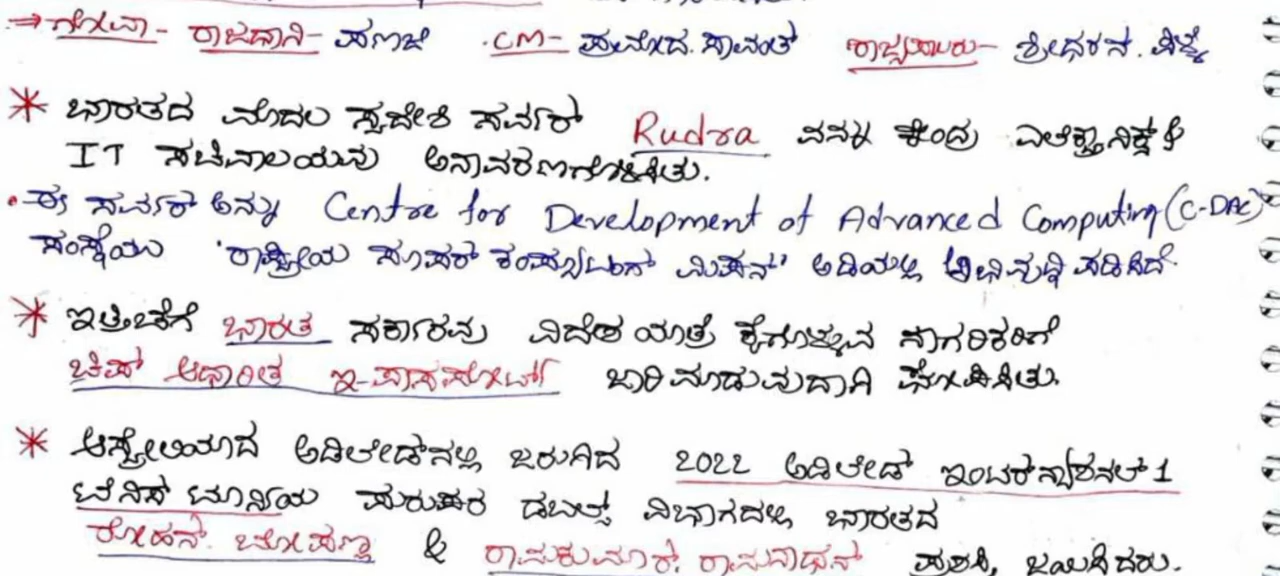 ⇒ಗೋವಾ- ರಾಜಧಾನಿ- ಪಣಜಿ .CM- ಪ್ರಮೋದ.ಸಾವಂತ್ ರಾಜ್ಯಪಾಲರು- ಶ್ರೀಧರನ್. ಪಿಳ್ಳೈ
* ಭಾರತದ ಮೊದಲ ಸ್ವದೇಶಿ ಸರ್ವರ್ Rudra ವನ್ನು ಕೇಂದ್ರ ಎಲೆಕ್ಟ್ರಾನಿಕ್ಸ್ &
IT ಸಚಿವಾಲಯವು ಅನಾವರಣಗೊಳಿಸಿತು.
• ಈ ಸರ್ವರ್ ಅನ್ನು Centre for Development of Advanced Computing (C-DAC)
ಸಂಸ್ಥೆಯು 'ರಾಷ್ಟ್ರೀಯ ಸೂಪರ್ ಕಂಪ್ಯೂಟಿಂಗ್ ಮಿಷನ್' ಅಡಿಯಲ್ಲಿ ಅಭಿವೃದ್ಧಿ ಪಡಿಸಿದೆ.
* ಇತ್ತಿಚೆಗೆ ಭಾರತ ಸರ್ಕಾರವು ವಿದೇಶ ಯಾತ್ರೆ ಕೈಗೊಳ್ಳುವ ನಾಗರಿಕರಿಗೆ
ಚಿಪ್ ಆಧಾರಿತ ಇ-ಪಾಸಪೋರ್ಟ್ ಜಾರಿ ಮಾಡುವುದಾಗಿ ಘೋಷಿಸಿತು.
* ಆಸ್ಟ್ರೇಲಿಯಾದ ಅಡಿಲೇಡ್‌ನಲ್ಲಿ ಜರುಗಿದ 2022 ಅಡಿಲೇಡ್ ಇಂಟರ್‌ನ್ಯಾಶನಲ್ 1
ಟೆನಿಸ್ ಟೂರ್ನಿಯ ಪುರುಷರ ಡಬಲ್ಸ್ ವಿಭಾಗದಲ್ಲಿ ಭಾರತದ
ರೋಹನ್. ಬೋಪಣ್ಣ & ರಾಮಕುಮಾರ್. ರಾಮನಾಥನ್ ಪ್ರಶಸ್ತಿ ಜಯಿಸಿದರು.